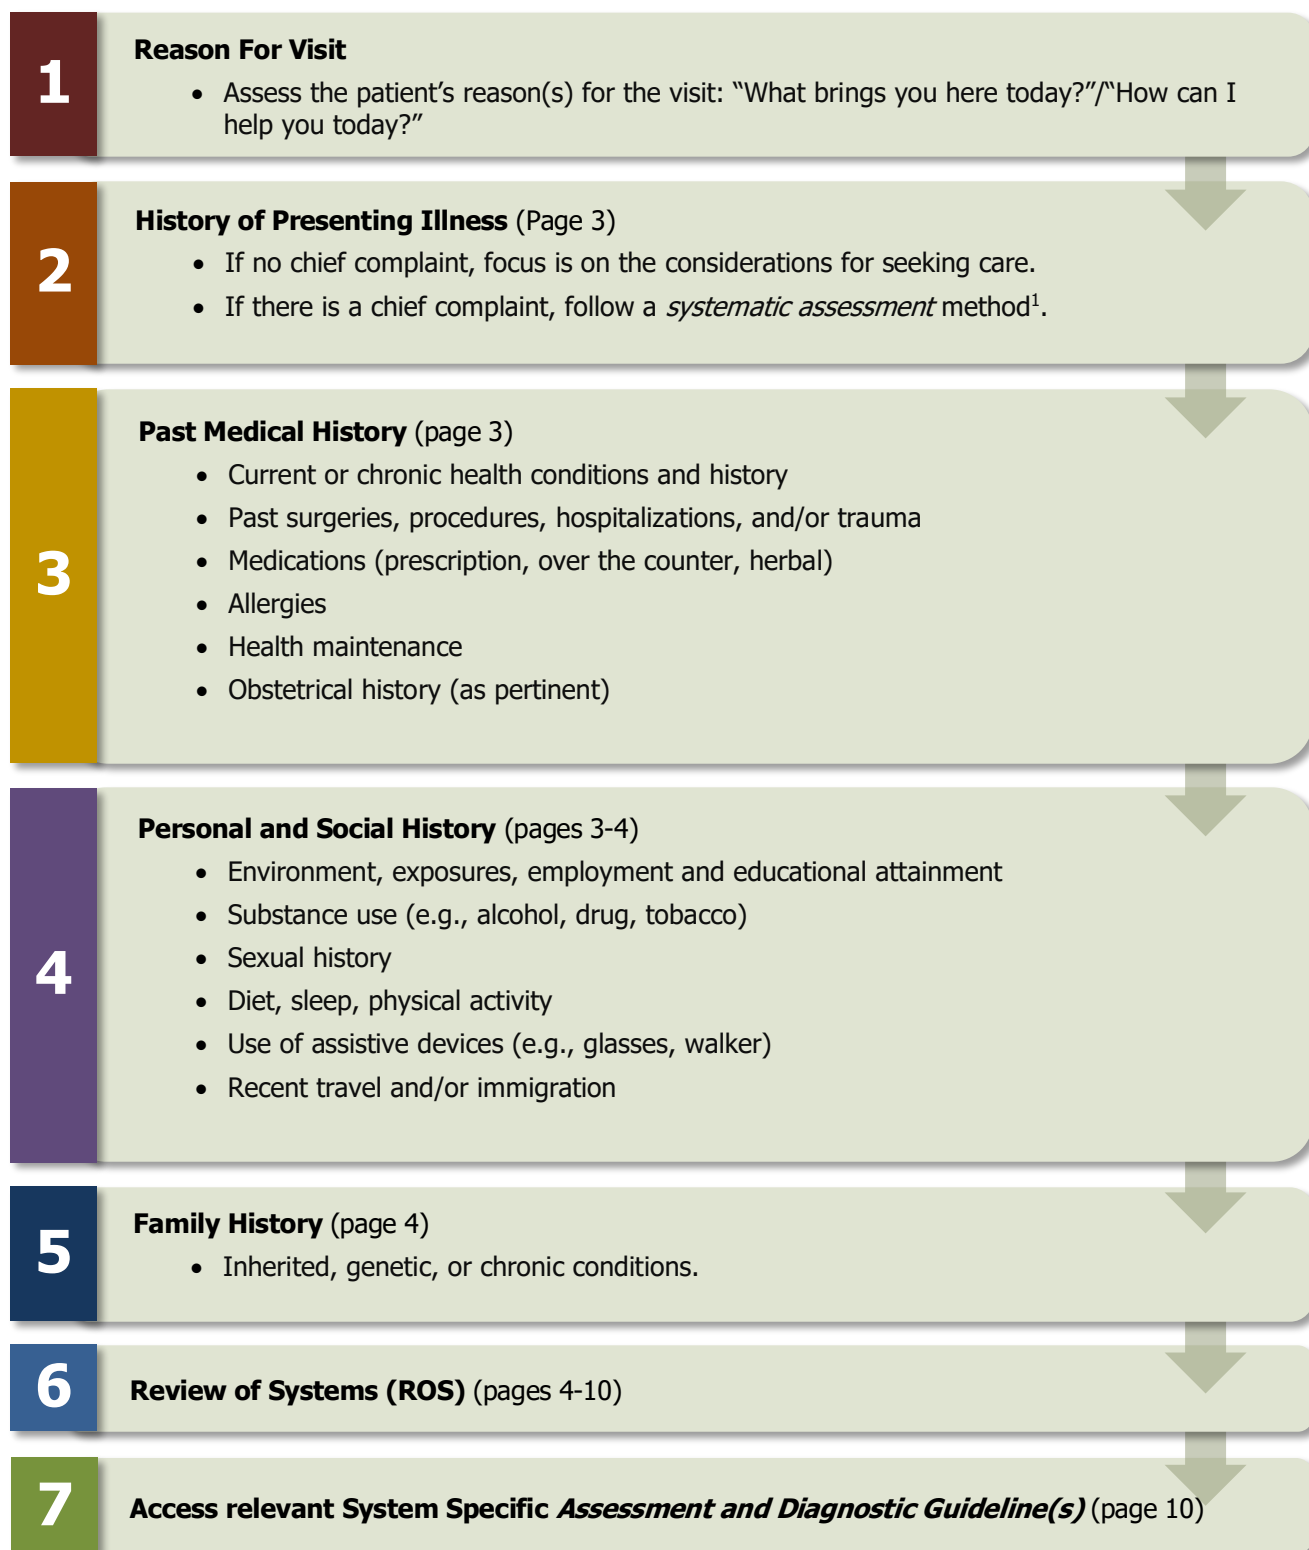 1
Reason For Visit
• Assess the patient’s reason(s) for the visit: “What brings you here today?”/“How can I
help you today?”
2
History of Presenting Illness (Page 3)
• If no chief complaint, focus is on the considerations for seeking care.
• If there is a chief complaint, follow a systematic assessment method¹.
3
Past Medical History (page 3)
• Current or chronic health conditions and history
• Past surgeries, procedures, hospitalizations, and/or trauma
• Medications (prescription, over the counter, herbal)
• Allergies
• Health maintenance
• Obstetrical history (as pertinent)
4
Personal and Social History (pages 3-4)
• Environment, exposures, employment and educational attainment
• Substance use (e.g., alcohol, drug, tobacco)
• Sexual history
• Diet, sleep, physical activity
• Use of assistive devices (e.g., glasses, walker)
• Recent travel and/or immigration
5
Family History (page 4)
• Inherited, genetic, or chronic conditions.
6
Review of Systems (ROS) (pages 4-10)
7
Access relevant System Specific Assessment and Diagnostic Guideline(s) (page 10)